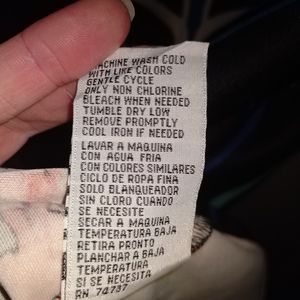 MACHINE WASH COLD
WITH LIKE COLORS
GENTLE CYCLE
ONLY NON CHLORINE
BLEACH WHEN NEEDED
TUMBLE DRY LOW
REMOVE PROMPTLY
COOL IRON IF NEEDED
LAVAR A MAQUINA
CON AGUA FRIA
CON COLORES SIMILARES
CICLO DE ROPA FINA
SOLO BLANQUEADOR
SIN CLORO CUANDO
SE NECESITE
SECAR A MAQUINA
TEMPERATURA BAJA
RETIRA PRONTO
PLANCHAR A BAJA
TEMPERATURA
SI SE NECESITA
RN 74737